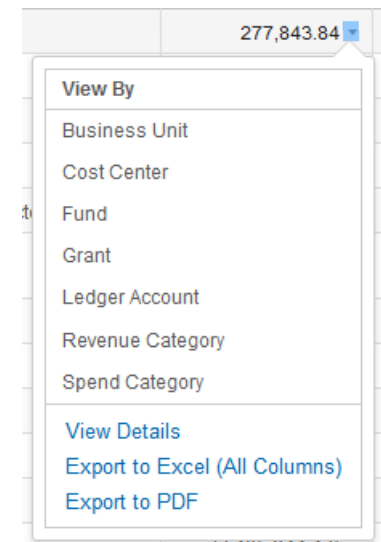 277,843.84
View By
Business Unit
Cost Center
Fund
Grant
Ledger Account
Revenue Category
Spend Category
View Details
Export to Excel (All Columns)
Export to PDF